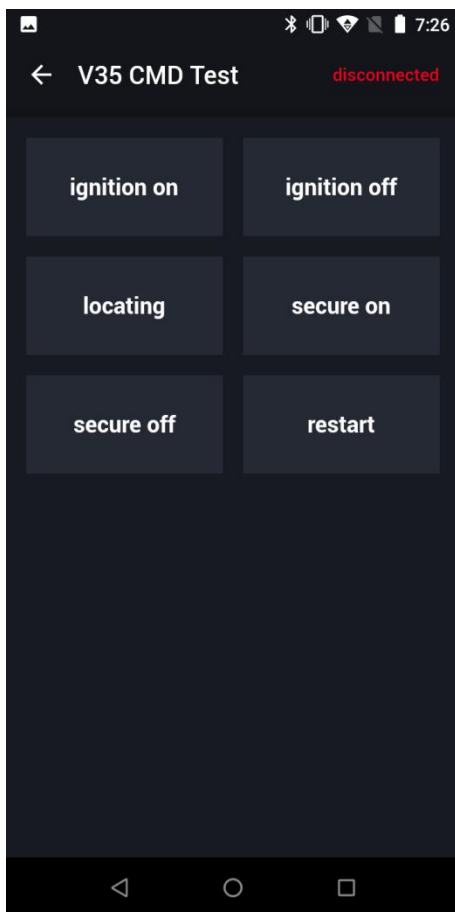 7:26
V35 CMD Test disconnected
ignition on ignition off
locating secure on
secure off restart